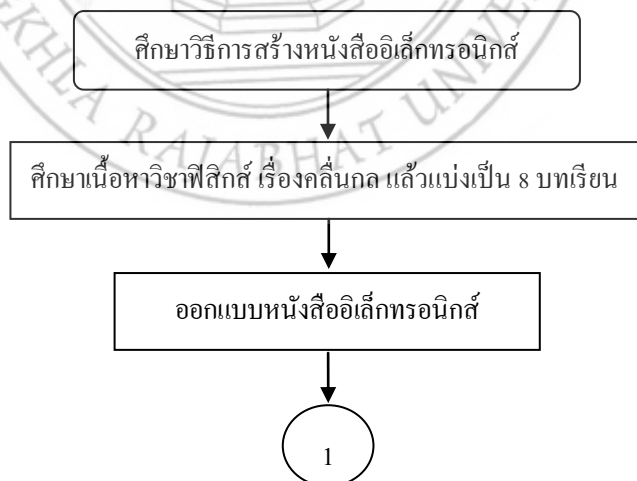 ศึกษาวิธีการสร้างหนังสืออิเล็กทรอนิกส์
RAJABHAT
ศึกษาเนื้อหาวิชาฟิสิกส์ เรื่องคลื่นกล แล้วแบ่งเป็น 8 บทเรียน
ออกแบบหนังสืออิเล็กทรอนิกส์
1